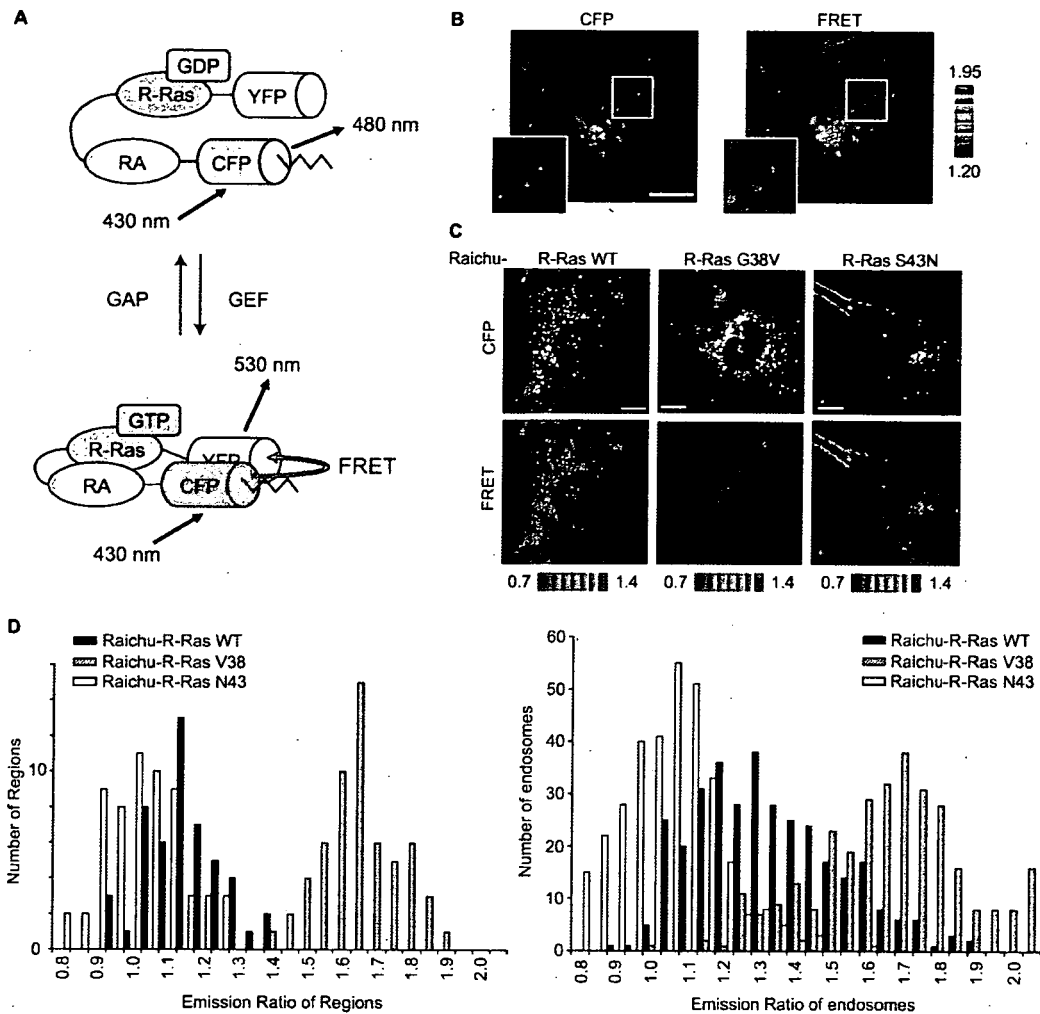 A
GDP
R-Ras
YFP
480 nm
RA
CFP
430 nm
GAP
GEF
530 nm
GTP
R-Ras
YFP
FRET
RA
CFP
430 nm
B
CFP
FRET
1.95
1.20
C
Raichu-
R-Ras WT
R-Ras G38V
R-Ras S43N
CFP
FRET
0.7
1.4
0.7
1.4
0.7
1.4
D
Raichu-R-Ras WT
Raichu-R-Ras V38
Raichu-R-Ras N43
Number of Regions
10
0
0.8
0.9
1.0
1.1
1.2
1.3
1.4
1.5
1.6
1.7
1.8
1.9
2.0
Emission Ratio of Regions
Raichu-R-Ras WT
Raichu-R-Ras V38
Raichu-R-Ras N43
Number of endosomes
60
50
40
30
20
10
0
0.8
0.9
1.0
1.1
1.2
1.3
1.4
1.5
1.6
1.7
1.8
1.9
2.0
Emission Ratio of endosomes